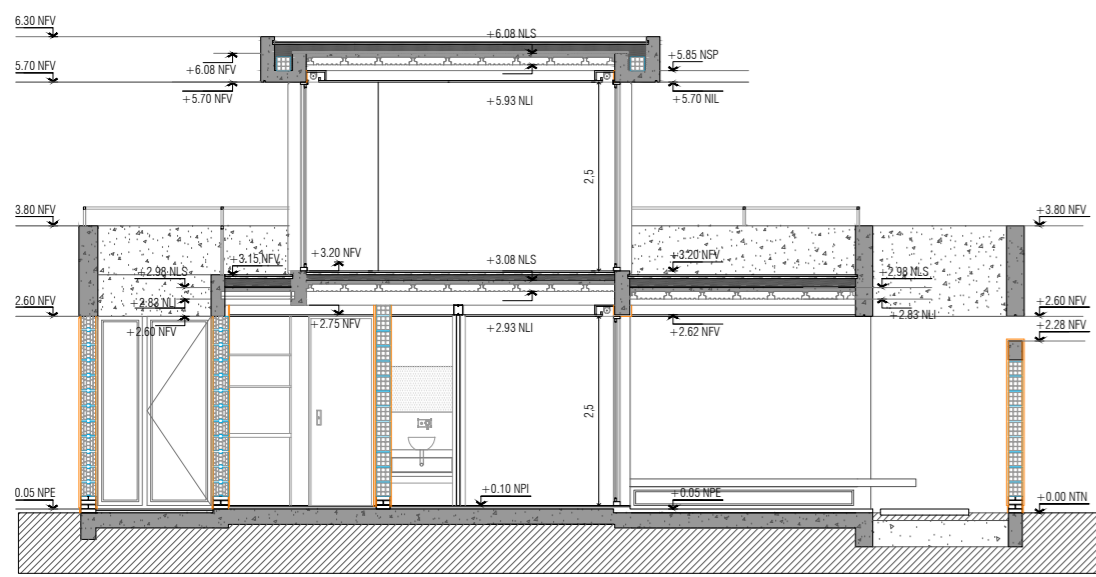 6.30 NFV
+6.08 NLS
5.70 NFV
+6.08 NFV
+5.85 NSP
+5.70 NFV
+5.93 NLI
+5.70 NIL
2,5
3.80 NFV
+3.80 NFV
+3.15 NFV
+3.20 NFV
+3.08 NLS
+3.20 NFV
+2.98 NLS
+2.98 NLS
2.60 NFV
+2.83 NLI
+2.60 NFV
+2.75 NFV
+2.93 NLI
+2.62 NFV
+2.83 NLI
+2.60 NFV
+2.28 NFV
2,5
0.05 NPE
+0.10 NPI
+0.05 NPE
+0.00 NTN